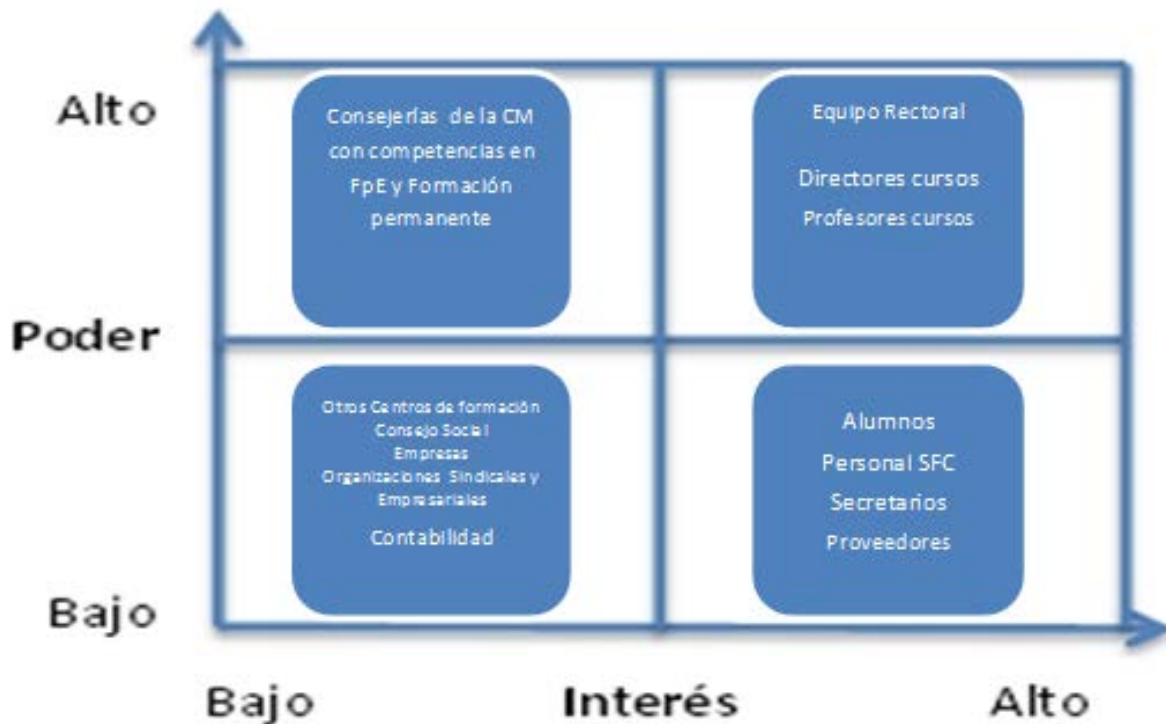 Alto
Consejerías de la CM
con competencias en
FpE y Formación
permanente
Equipo Rectoral
Directores cursos
Profesores cursos
Poder
Otros Centros de formación
Consejo Social
Empresas
Organizaciones Sindicales y
Empresariales
Contabilidad
Alumnos
Personal SFC
Secretarios
Proveedores
Bajo
Bajo
Interés
Alto